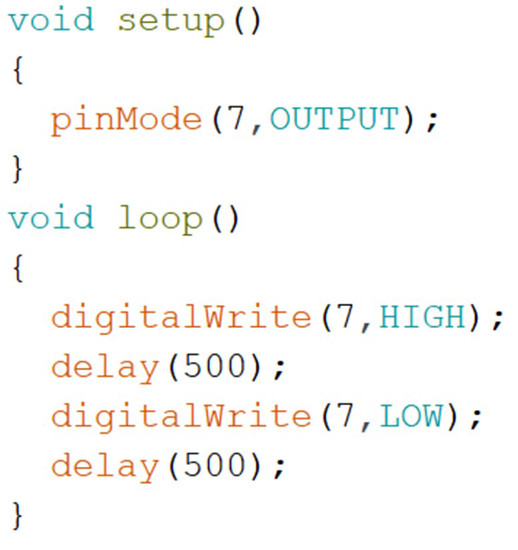 void setup()
{
pinMode(7,OUTPUT);
}
void loop()
{
digitalWrite(7,HIGH);
delay(500);
digitalWrite(7,LOW);
delay(500);
}